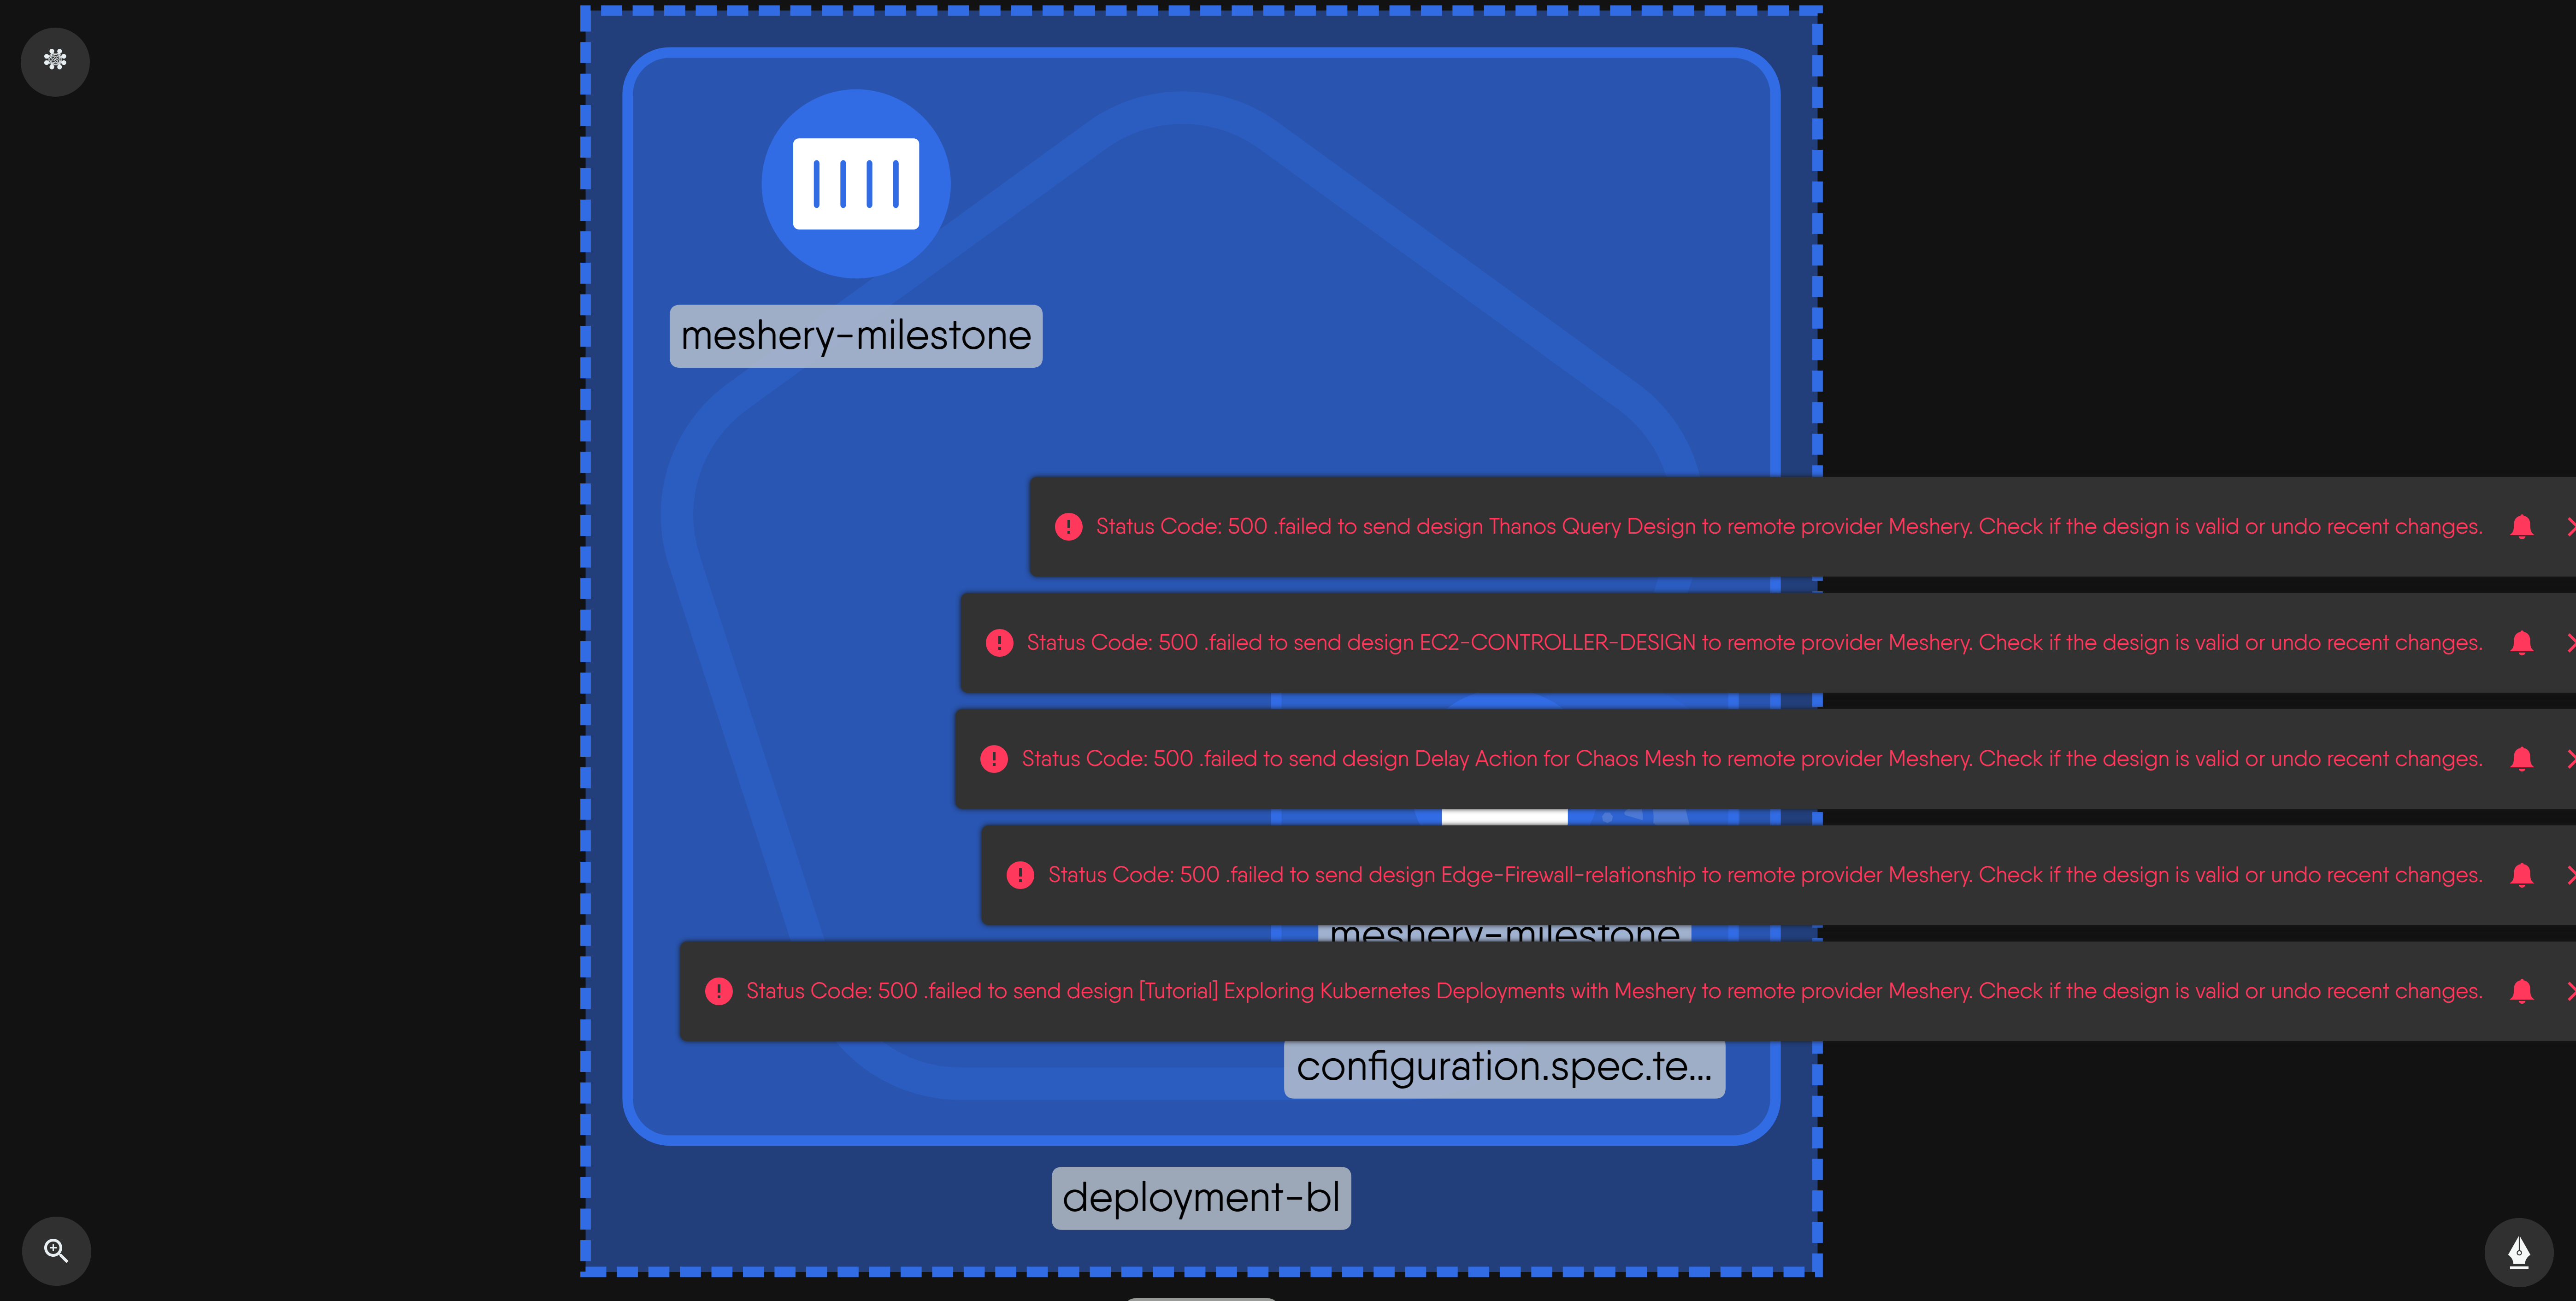 meshery-milestone
Status Code: 500 .failed to send design Thanos Query Design to remote provider Meshery. Check if the design is valid or undo recent changes.
Status Code: 500 .failed to send design EC2-CONTROLLER-DESIGN to remote provider Meshery. Check if the design is valid or undo recent changes.
Status Code: 500 .failed to send design Delay Action for Chaos Mesh to remote provider Meshery. Check if the design is valid or undo recent changes.
Status Code: 500 .failed to send design Edge-Firewall-relationship to remote provider Meshery. Check if the design is valid or undo recent changes.
meshery-milestone
Status Code: 500 .failed to send design [Tutorial] Exploring Kubernetes Deployments with Meshery to remote provider Meshery. Check if the design is valid or undo recent changes.
configuration.spec.te...
deployment-bl